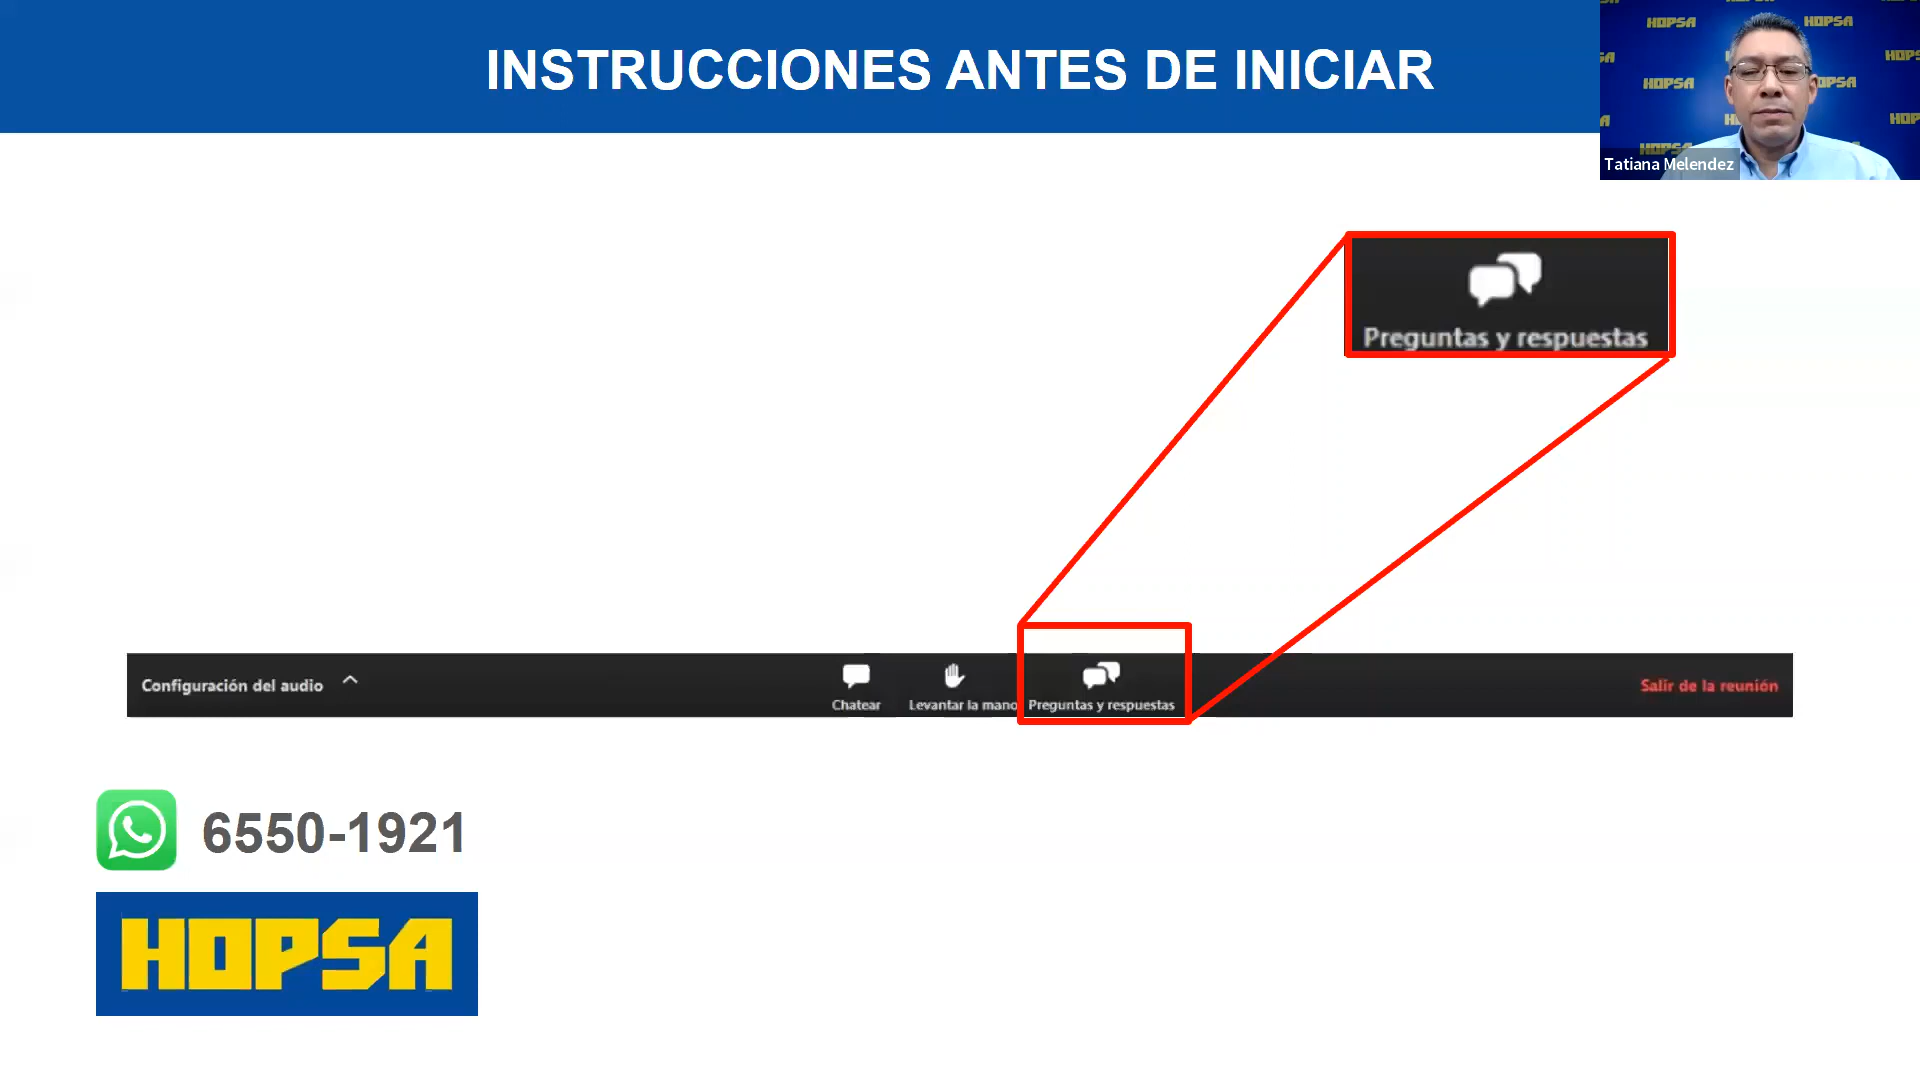 INSTRUCCIONES ANTES DE INICIAR
HOPSA
HOPSA
HOPSA
Tatiana Melendez
Preguntas y respuestas
Configuración del audio
Chatear
Levantar la mano
Preguntas y respuestas
Salir de la reunión
6550-1921
HOPSA